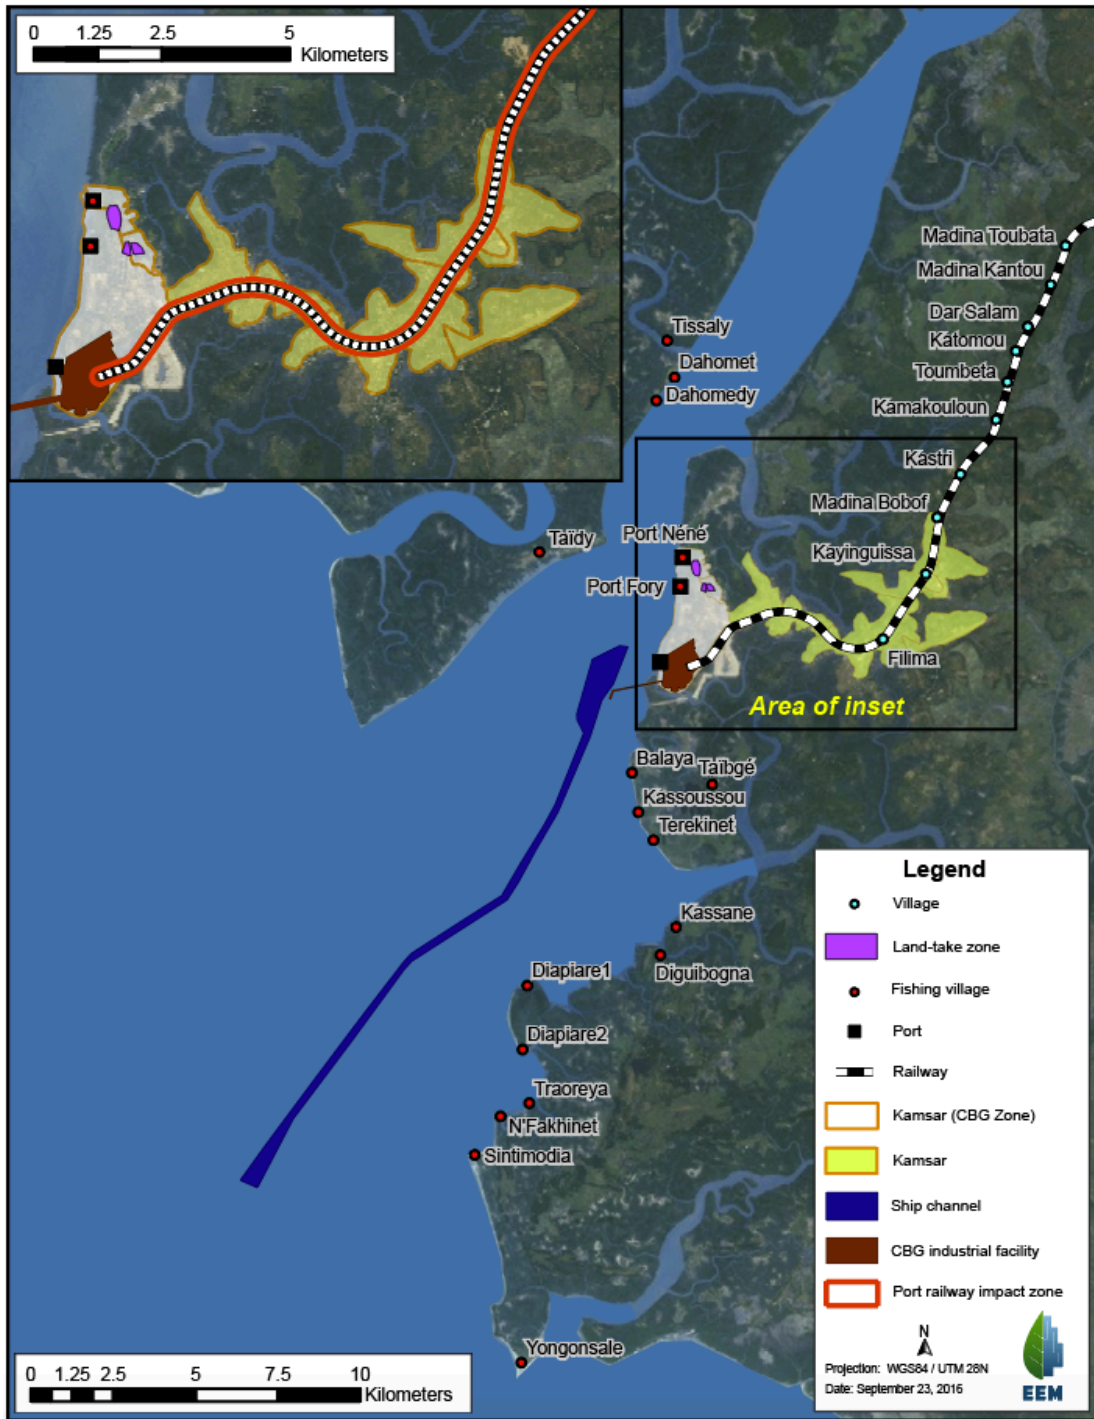 0 1.25 2.5 5
Kilometers
Madina Toubata
Madina Kantou
Dar Salam
Katomou
Toumbeta
Kamakouloun
Kastri
Madina Bobof
Kayinguissa
Filima
Tissaly
Dahomet
Dahomedy
Taïdy
Port Néné
Port Fory
Area of inset
Balaya
Taïbgé
Kassoussou
Terekinet
Kassane
Diguibogna
Diapiare1
Diapiare2
Traoreya
N'Fakhinet
Sintimodia
Yongonsale
Legend
Village
Land-take zone
Fishing village
Port
Railway
Kamsar (CBG Zone)
Kamsar
Ship channel
CBG industrial facility
Port railway impact zone
N
Projection: WGS84 / UTM 28N
Date: September 23, 2016
EEM
0 1.25 2.5 5 7.5 10
Kilometers